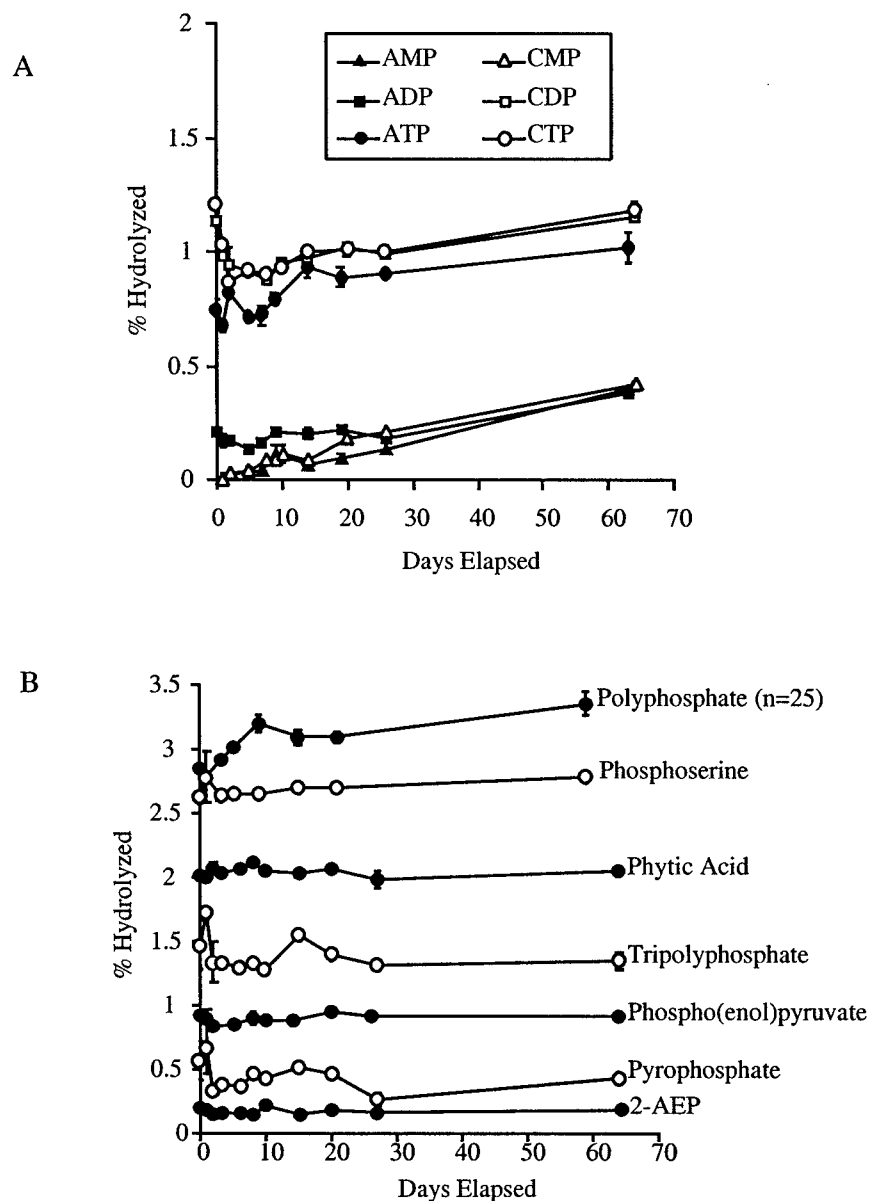 A
2
1.5
1
0.5
0
% Hydrolyzed
AMP CMP
ADP CDP
ATP CTP
0 10 20 30 40 50 60 70
Days Elapsed
B
3.5
3
2.5
2
1.5
1
0.5
0
% Hydrolyzed
Polyphosphate (n=25)
Phosphoserine
Phytic Acid
Tripolyphosphate
Phospho(enol)pyruvate
Pyrophosphate
2-AEP
0 10 20 30 40 50 60 70
Days Elapsed